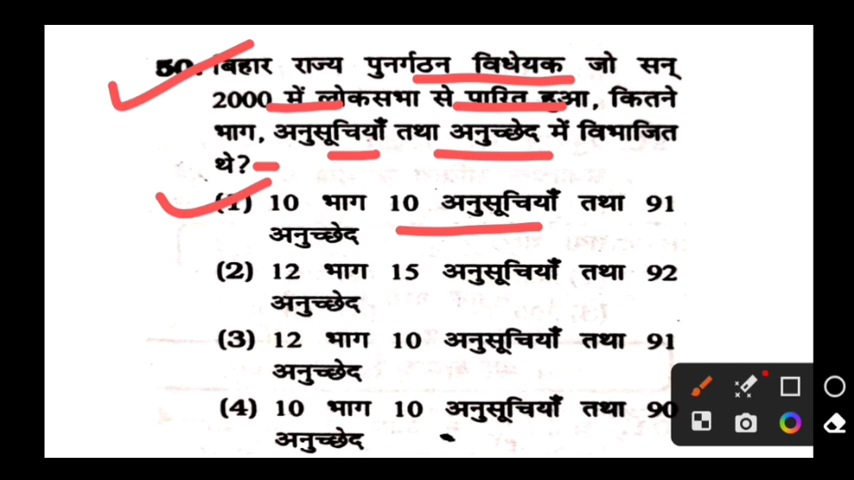 50. बिहार राज्य पुनर्गठन विधेयक जो सन्
2000 में लोकसभा से पारित हुआ, कितने
भाग, अनुसूचियाँ तथा अनुच्छेद में विभाजित
थे?
(1) 10 भाग 10 अनुसूचियाँ तथा 91
अनुच्छेद
(2) 12 भाग 15 अनुसूचियाँ तथा 92
अनुच्छेद
(3) 12 भाग 10 अनुसूचियाँ तथा 91
अनुच्छेद
(4) 10 भाग 10 अनुसूचियाँ तथा 90
अनुच्छेद